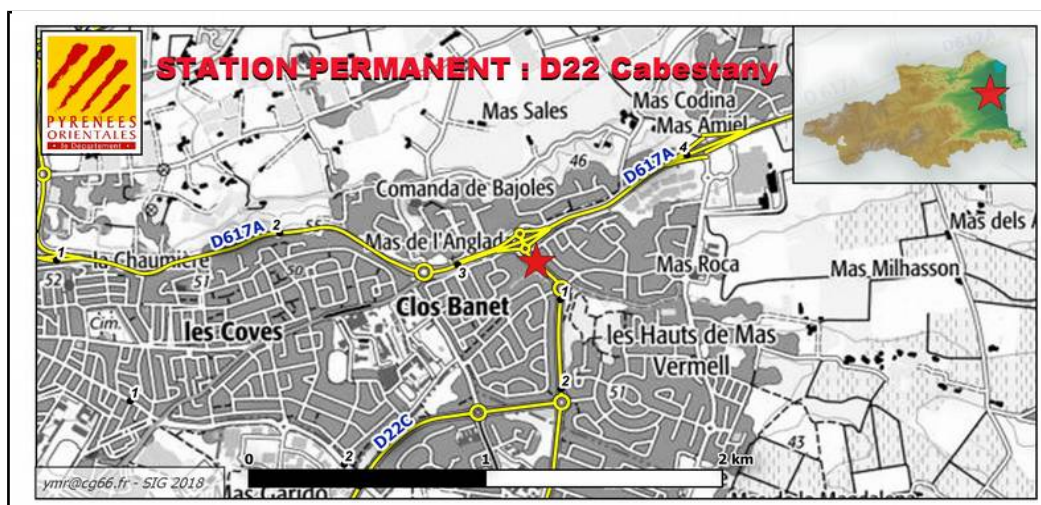 PYRENEES
ORIENTALES
• le Département •
STATION PERMANENT : D22 Cabestany
Mas Sales
Mas Codina
Mas Amiel
4
46
D617A
Comanda de Bajoles
D617A
2
Mas de l'Anglad
1
la Chaumière
52
51
50
3
Mas Roca
Mas Milhasson
Mas dels
Clos Banet
1
les Coves
Cim.
les Hauts de Mas
Vermell
2
51
1
D22C
2
43
0
1
2 km
ymr@cg66.fr - SIG 2018
Mas Garido